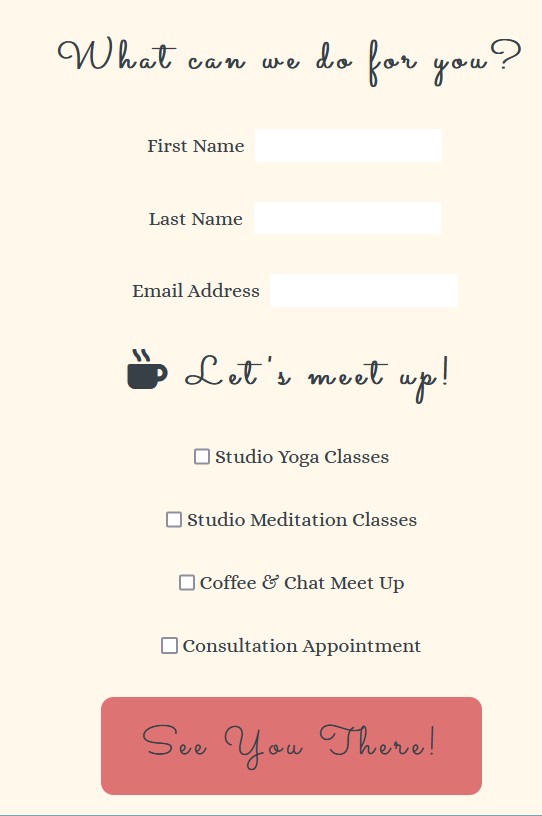 What can we do for you?
First Name
Last Name
Email Address
Let's meet up!
Studio Yoga Classes
Studio Meditation Classes
Coffee & Chat Meet Up
Consultation Appointment
See You There!